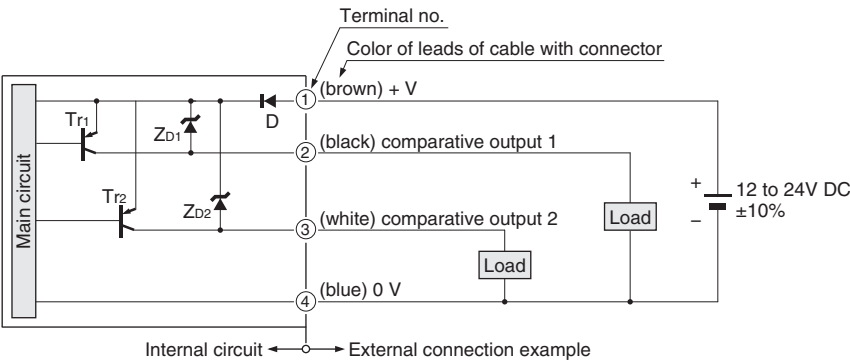 Terminal no.
Color of leads of cable with connector
1 (brown) + V
D
Tr1
ZD1
2 (black) comparative output 1
Main circuit
Tr2
ZD2
3 (white) comparative output 2
Load
Load
+
−
12 to 24V DC
±10%
4 (blue) 0 V
Internal circuit
External connection example